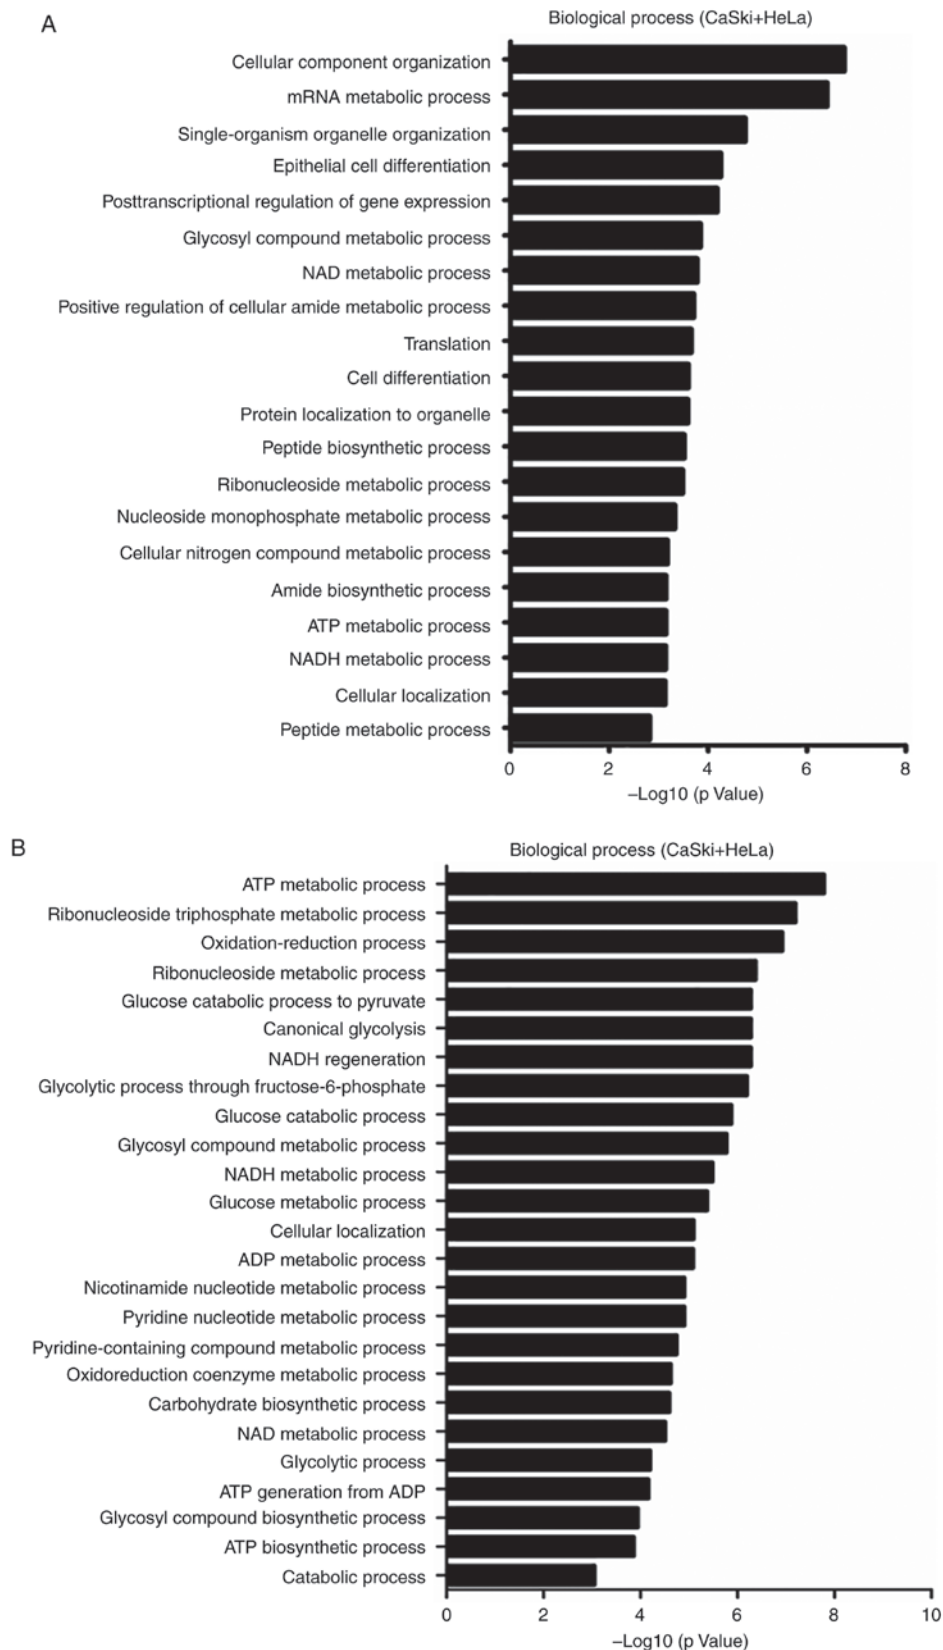 A
Biological process (CaSki+HeLa)
Cellular component organization
mRNA metabolic process
Single-organism organelle organization
Epithelial cell differentiation
Posttranscriptional regulation of gene expression
Glycosyl compound metabolic process
NAD metabolic process
Positive regulation of cellular amide metabolic process
Translation
Cell differentiation
Protein localization to organelle
Peptide biosynthetic process
Ribonucleoside metabolic process
Nucleoside monophosphate metabolic process
Cellular nitrogen compound metabolic process
Amide biosynthetic process
ATP metabolic process
NADH metabolic process
Cellular localization
Peptide metabolic process
0 2 4 6 8
−Log10 (p Value)
B
Biological process (CaSki+HeLa)
ATP metabolic process
Ribonucleoside triphosphate metabolic process
Oxidation-reduction process
Ribonucleoside metabolic process
Glucose catabolic process to pyruvate
Canonical glycolysis
NADH regeneration
Glycolytic process through fructose-6-phosphate
Glucose catabolic process
Glycosyl compound metabolic process
NADH metabolic process
Glucose metabolic process
Cellular localization
ADP metabolic process
Nicotinamide nucleotide metabolic process
Pyridine nucleotide metabolic process
Pyridine-containing compound metabolic process
Oxidoreduction coenzyme metabolic process
Carbohydrate biosynthetic process
NAD metabolic process
Glycolytic process
ATP generation from ADP
Glycosyl compound biosynthetic process
ATP biosynthetic process
Catabolic process
0 2 4 6 8 10
−Log10 (p Value)